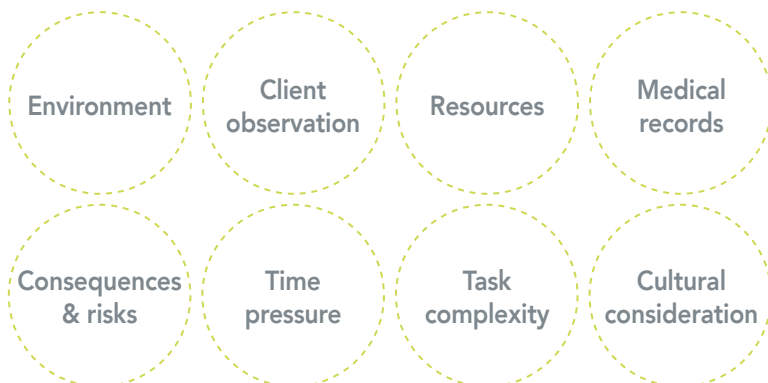 Environment
Client
observation
Resources
Medical
records
Consequences
& risks
Time
pressure
Task
complexity
Cultural
consideration